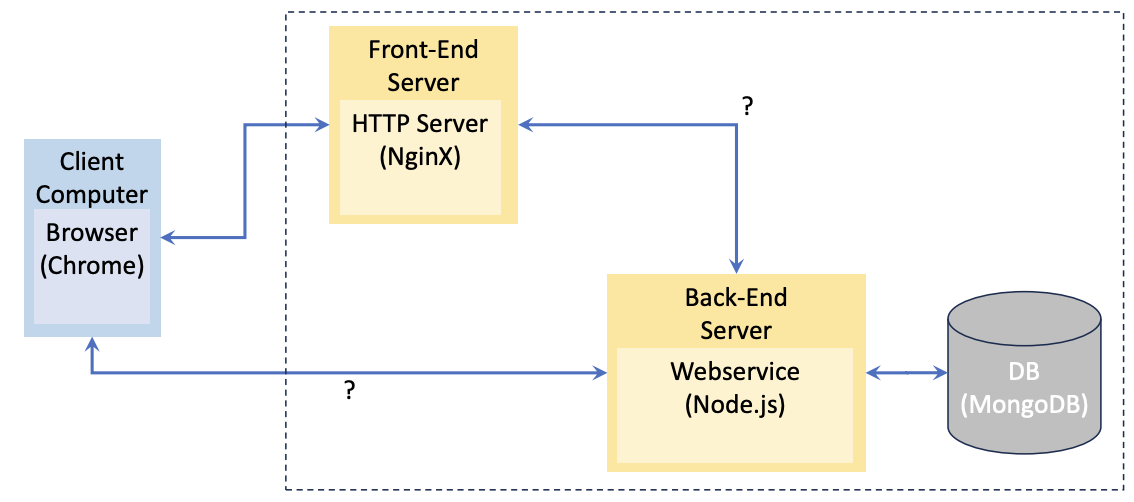 Front-End
Server
HTTP Server
(NginX)
?
Client
Computer
Browser
(Chrome)
Back-End
Server
Webservice
(Node.js)
DB
(MongoDB)
?